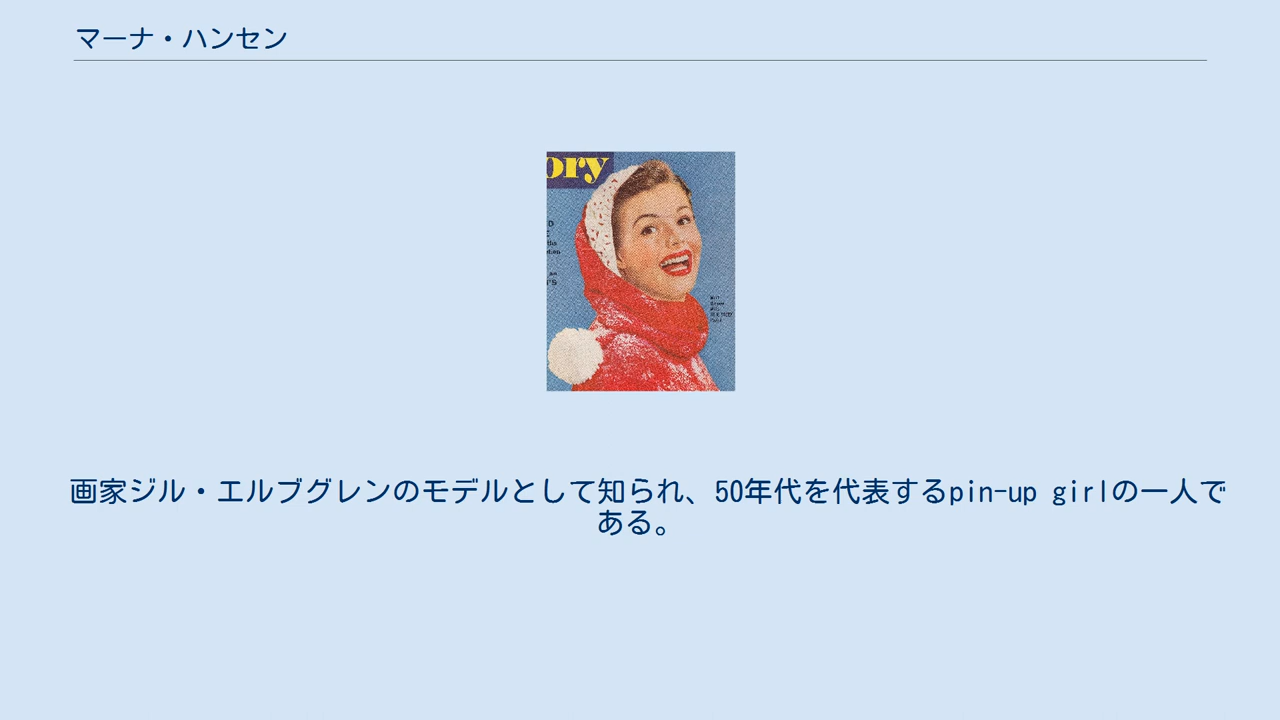 マーナ・ハンセン
ory
D
the
an
'S
画家ジル・エルブグレンのモデルとして知られ、50年代を代表するpin-up girlの一人で
ある。